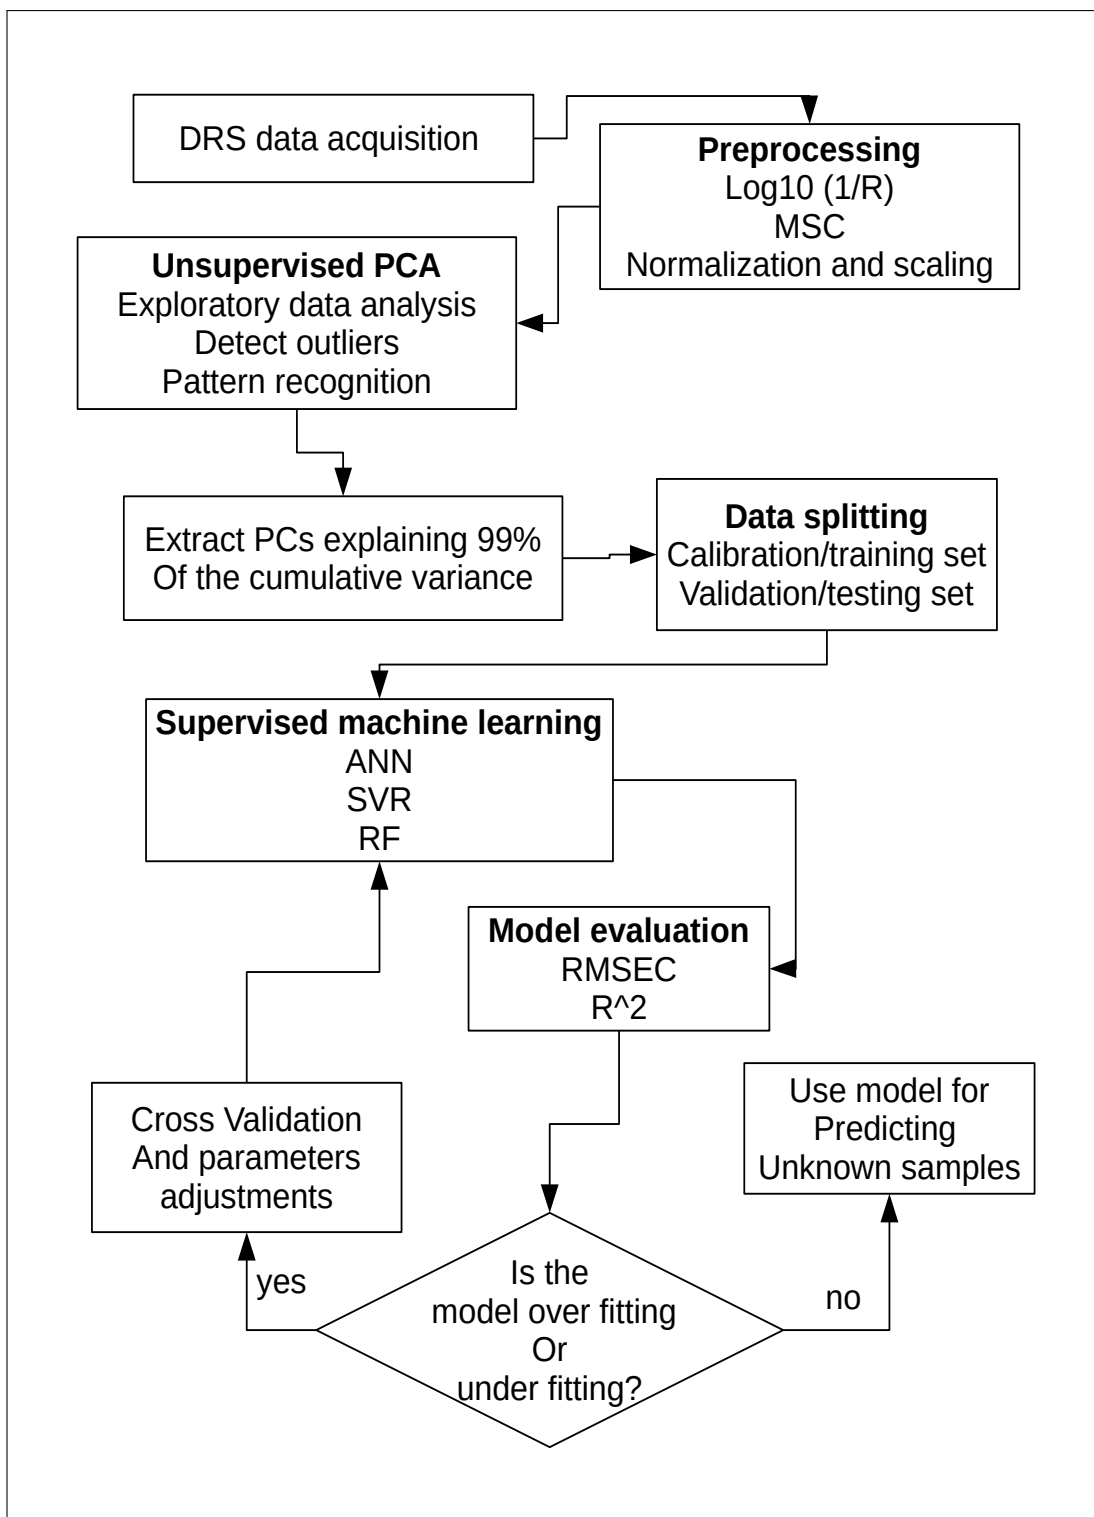 DRS data acquisition
Preprocessing
Log10 (1/R)
MSC
Normalization and scaling
Unsupervised PCA
Exploratory data analysis
Detect outliers
Pattern recognition
Extract PCs explaining 99%
Of the cumulative variance
Data splitting
Calibration/training set
Validation/testing set
Supervised machine learning
ANN
SVR
RF
Model evaluation
RMSEC
R^2
Cross Validation
And parameters
adjustments
Use model for
Predicting
Unknown samples
yes
no
Is the
model over fitting
Or
under fitting?